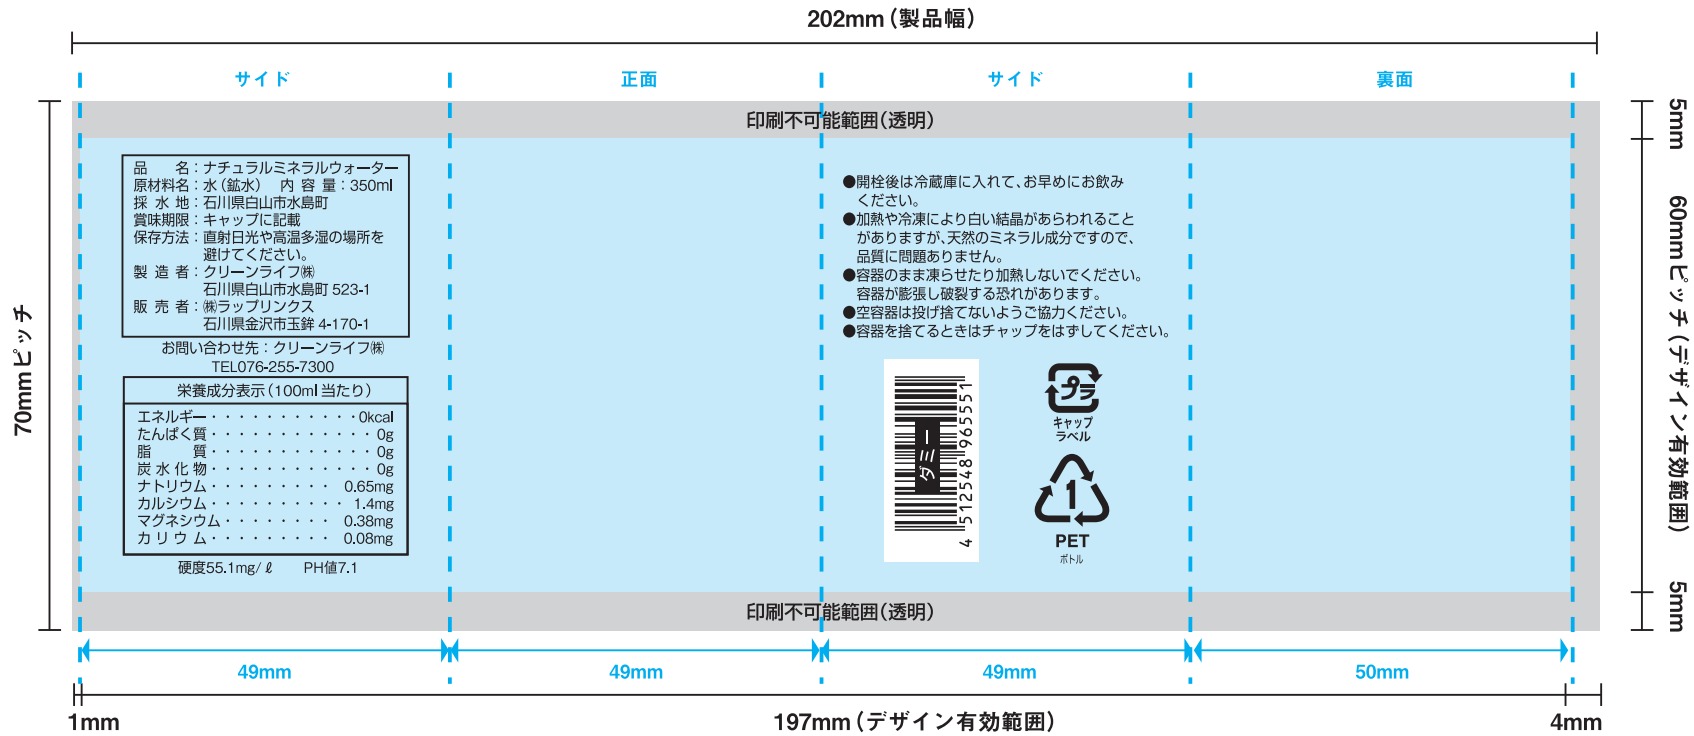 202mm（製品幅）
サイド
正面
サイド
裏面
印刷不可能範囲（透明）
5mm
60mmピッチ（デザイン有効範囲）
5mm
70mmピッチ
品　　名：ナチュラルミネラルウォーター
原材料名：水（鉱水）　内 容 量：350ml
採 水 地：石川県白山市水島町
賞味期限：キャップに記載
保存方法：直射日光や高温多湿の場所を
避けてください。
製 造 者：クリーンライフ㈱
石川県白山市水島町 523-1
販 売 者：㈱ラップリンクス
石川県金沢市玉鉾 4-170-1
お問い合わせ先：クリーンライフ㈱
TEL076-255-7300
栄養成分表示（100ml 当たり）
エネルギー・・・・・・・・・・・・0kcal
たんぱく質・・・・・・・・・・・・0g
脂　　質・・・・・・・・・・・・0g
炭 水 化 物・・・・・・・・・・・・0g
ナトリウム・・・・・・・・・0.65mg
カルシウム・・・・・・・・・・1.4mg
マグネシウム・・・・・・・・0.38mg
カ リ ウ ム・・・・・・・・・0.08mg
硬度55.1mg/ℓ　　PH値7.1
●開栓後は冷蔵庫に入れて、お早めにお飲み
ください。
●加熱や冷凍により白い結晶があらわれること
がありますが、天然のミネラル成分ですので、
品質に問題ありません。
●容器のまま凍らせたり加熱しないでください。
容器が膨張し破裂する恐れがあります。
●空容器は投げ捨てないようご協力ください。
●容器を捨てるときはチャップをはずしてください。
ダミー
4 512548 965551
プラ
キャップ
ラベル
1
PET
ボトル
印刷不可能範囲（透明）
49mm
49mm
49mm
50mm
1mm
197mm（デザイン有効範囲）
4mm